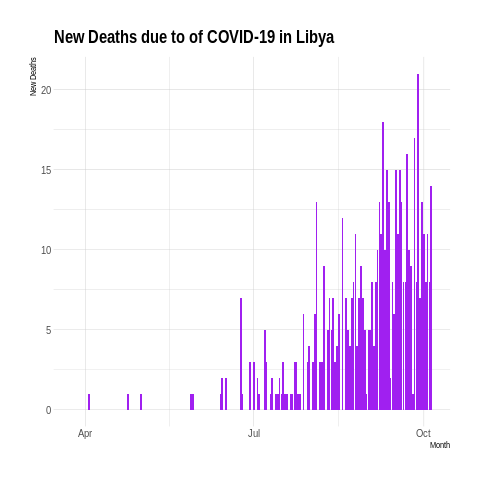 New Deaths due to of COVID-19 in Libya
New Deaths
20
15
10
5
0
Apr
Jul
Oct
Month